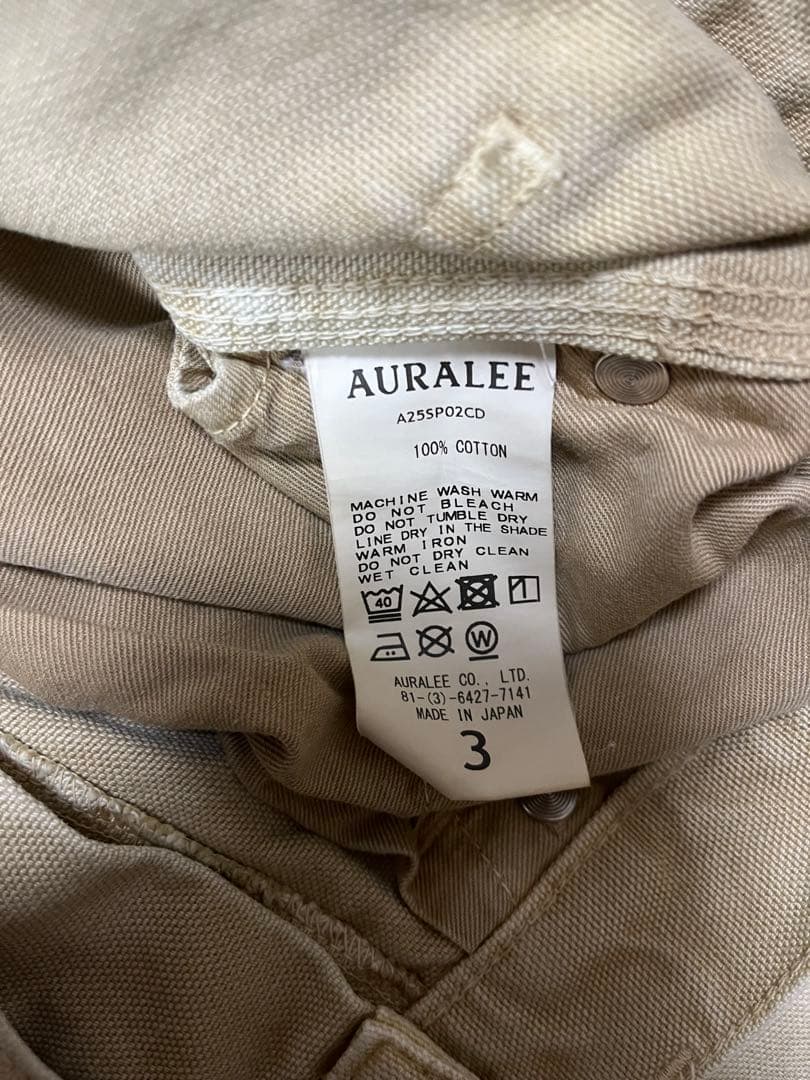 AURALEE
A25SP02CD
100% COTTON
MACHINE WASH WARM
DO NOT BLEACH
DO NOT TUMBLE DRY
LINE DRY IN THE SHADE
WARM IRON
DO NOT DRY CLEAN
WET CLEAN
40
W
AURALEE CO., LTD.
81-(3)-6427-7141
MADE IN JAPAN
3